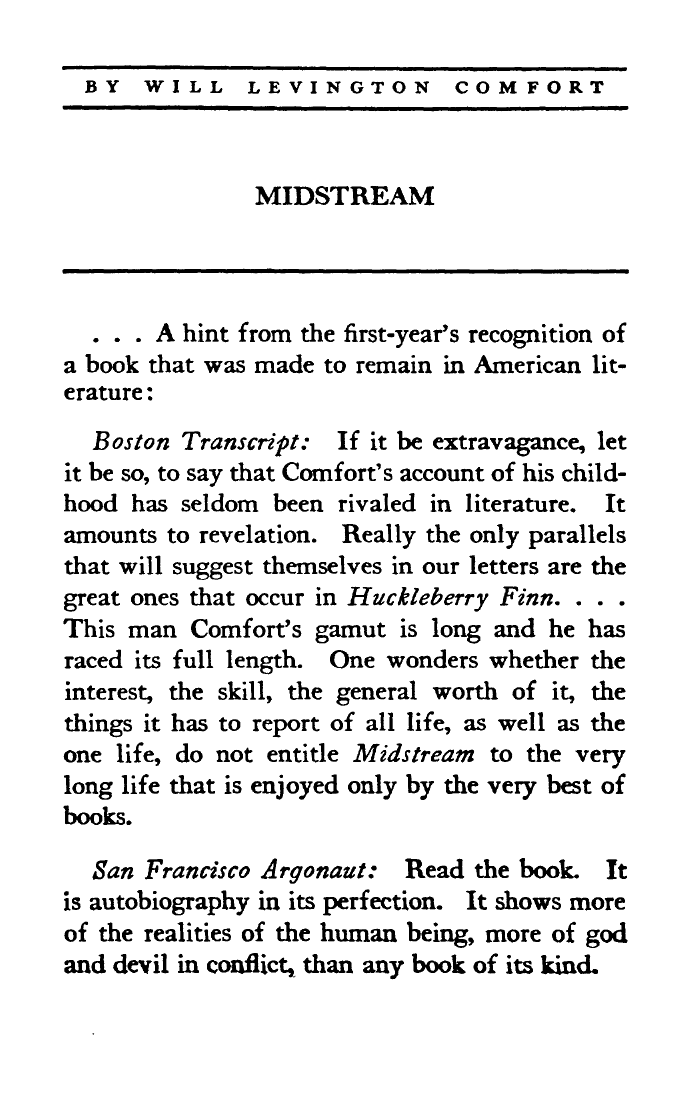 BY WILL LEVINGTON COMFORT
MIDSTREAM
. . . A hint from the first-year's recognition of
a book that was made to remain in American lit-
erature:
Boston Transcript: If it be extravagance, let
it be so, to say that Comfort's account of his child-
hood has seldom been rivaled in literature. It
amounts to revelation. Really the only parallels
that will suggest themselves in our letters are the
great ones that occur in Huckleberry Finn. . . .
This man Comfort's gamut is long and he has
raced its full length. One wonders whether the
interest, the skill, the general worth of it, the
things it has to report of all life, as well as the
one life, do not entitle Midstream to the very
long life that is enjoyed only by the very best of
books.
San Francisco Argonaut: Read the book. It
is autobiography in its perfection. It shows more
of the realities of the human being, more of god
and devil in conflict, than any book of its kind.